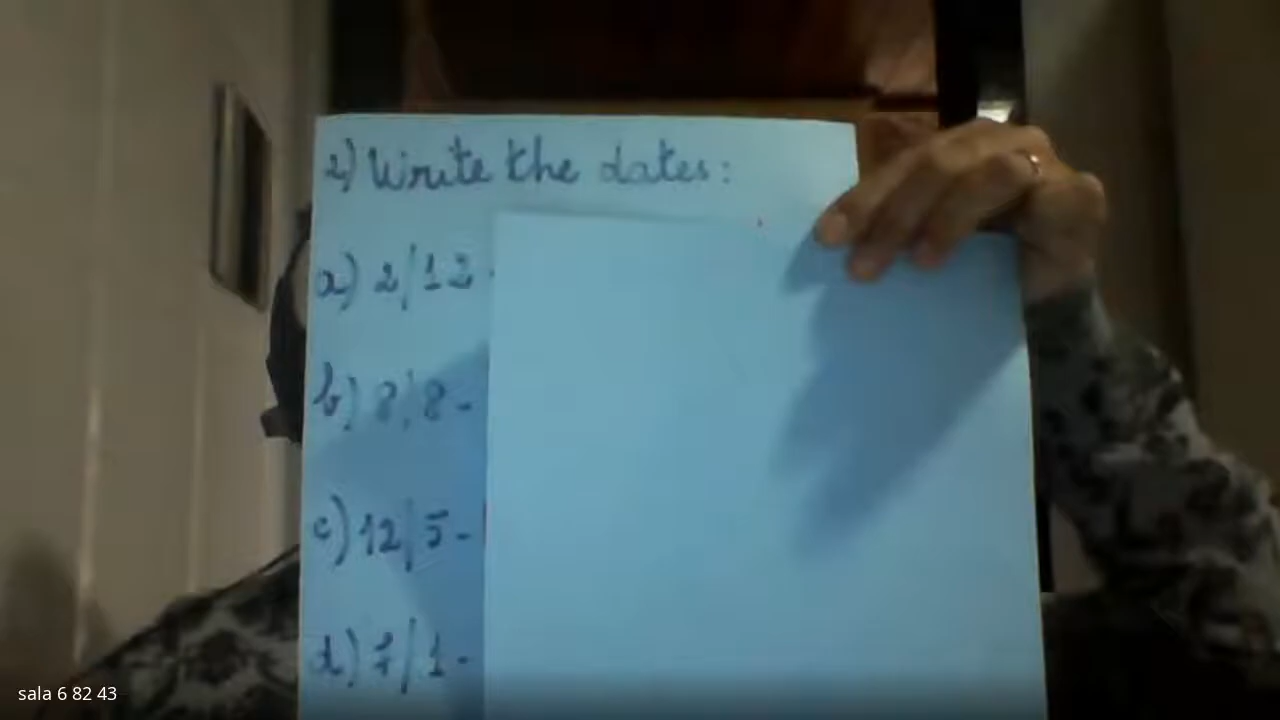 2) Write the dates:
a) 2/12 -
b) 8/8 -
c) 12/5 -
d) 7/1 -
sala 6 82 43